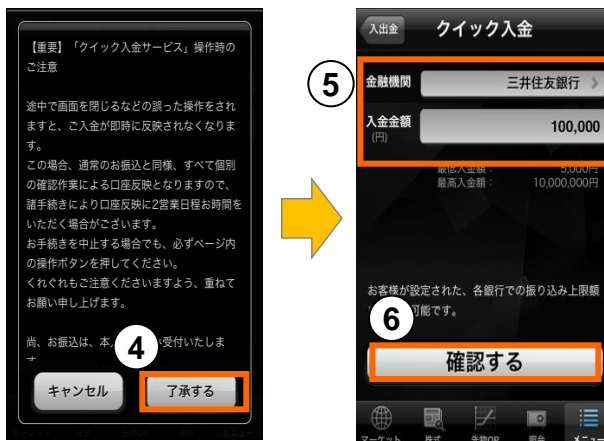 【重要】「クイック入金サービス」操作時の
ご注意
途中で画面を閉じるなどの誤った操作をされ
ますと、ご入金が即時に反映されなくなりま
す。
この場合、通常のお振込と同様、すべて個別
の確認作業による口座反映となりますので、
諸手続きにより口座反映に2営業日程お時間を
いただく場合がございます。
お手続きを中止する場合でも、必ずページ内
の操作ボタンを押してください。
くれぐれもご注意くださいますよう、重ねて
お願い申し上げます。
尚、お振込は、本 受付いたしま
④
キャンセル
了承する
入出金
クイック入金
⑤
金融機関
三井住友銀行
入金金額
(円)
100,000
最低入金額： 5,000円
最高入金額： 10,000,000円
お客様が設定された、各銀行での振り込み上限額
可能です。
⑥
確認する
マーケット 株式 先物OP 照会 メニュー